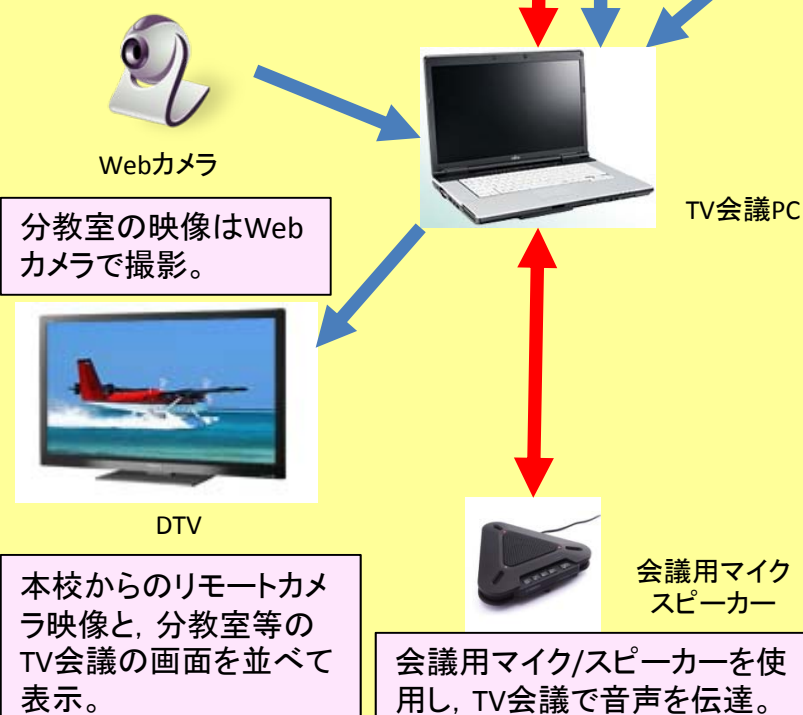 Webカメラ
TV会議PC
分教室の映像はWeb
カメラで撮影。
DTV
会議用マイク
スピーカー
本校からのリモートカメ
ラ映像と, 分教室等の
TV会議の画面を並べて
表示。
会議用マイク/スピーカーを使
用し, TV会議で音声を伝達。